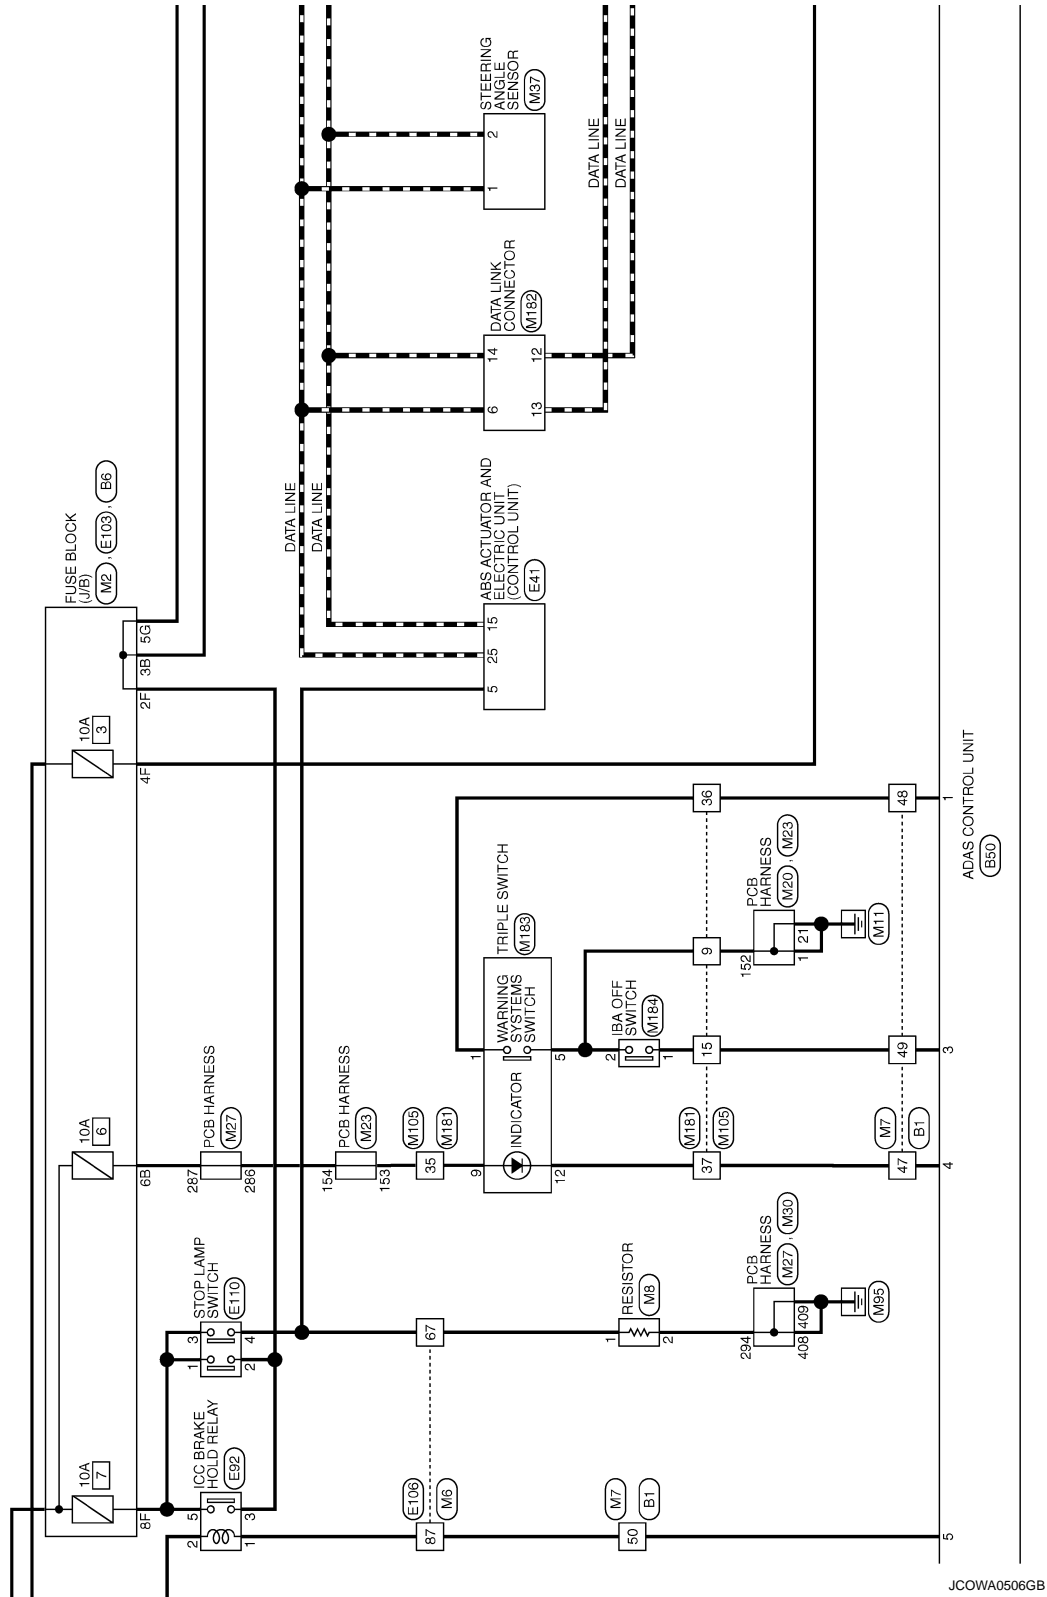 FUSE BLOCK
(J/B)
M2 , E103 , B6
10A
7
10A
6
10A
3
8F
6B
4F
2F
3B
5G
ICC BRAKE
HOLD RELAY
E92
2
5
1
3
STOP LAMP
SWITCH
E110
1
3
2
4
PCB HARNESS
M27
287
286
PCB HARNESS
M23
154
153
DATA LINE
DATA LINE
87
E106
M6
67
35
M105
M181
TRIPLE SWITCH
M183
INDICATOR
WARNING
SYSTEMS
SWITCH
9
1
12
5
ABS ACTUATOR AND
ELECTRIC UNIT
(CONTROL UNIT)
E41
5
25
15
DATA LINK
CONNECTOR
M182
6
14
13
12
STEERING
ANGLE
SENSOR
M37
1
2
DATA LINE
DATA LINE
50
M7
B1
RESISTOR
M8
1
2
IBA OFF
SWITCH
M184
2
1
37
M181
M105
15
9
36
PCB
HARNESS
M27 , M30
294
408
409
M95
PCB
HARNESS
M20 , M23
152
1
21
M11
47
M7
B1
49
48
5
4
3
1
ADAS CONTROL UNIT
B50
JCOWA0506GB